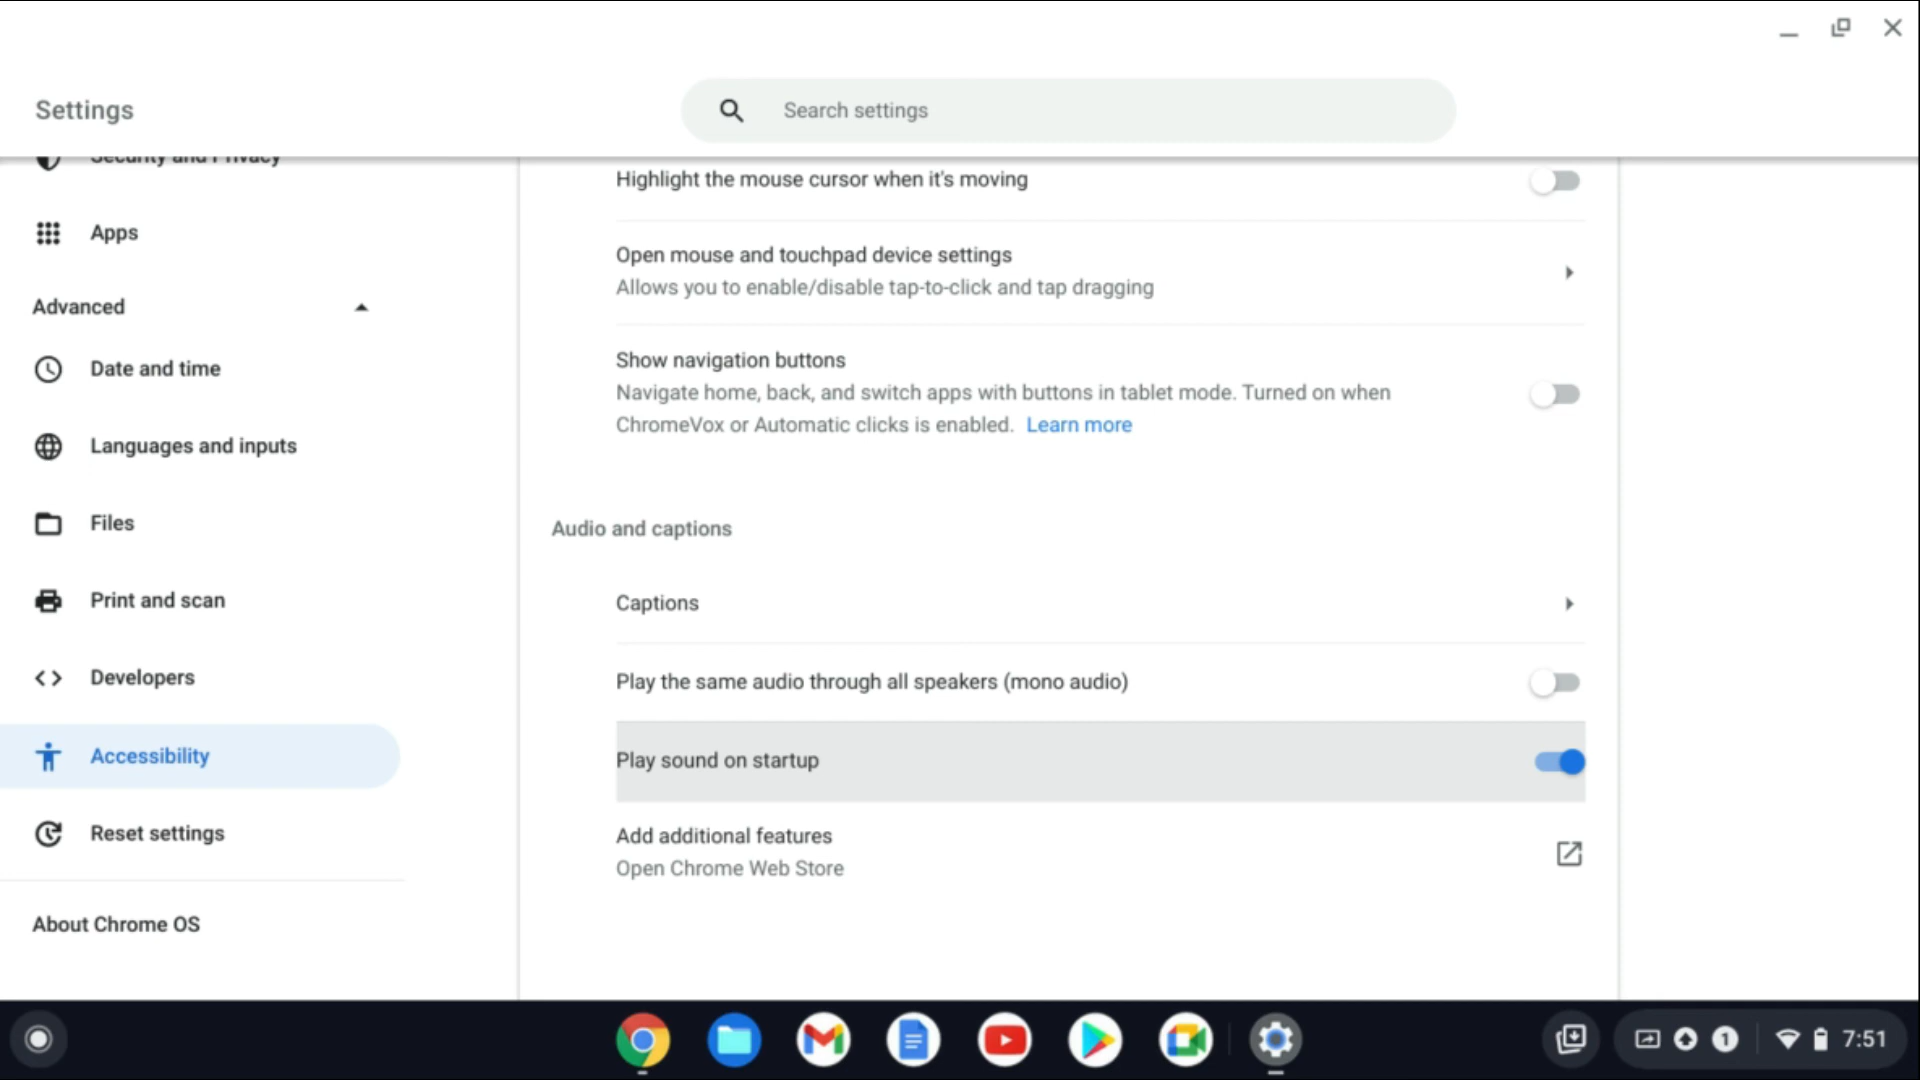 Settings
Search settings
Security and Privacy
Apps
Advanced
Date and time
Languages and inputs
Files
Print and scan
Developers
Accessibility
Reset settings
About Chrome OS
Highlight the mouse cursor when it's moving
Open mouse and touchpad device settings
Allows you to enable/disable tap-to-click and tap dragging
Show navigation buttons
Navigate home, back, and switch apps with buttons in tablet mode. Turned on when
ChromeVox or Automatic clicks is enabled. Learn more
Audio and captions
Captions
Play the same audio through all speakers (mono audio)
Play sound on startup
Add additional features
Open Chrome Web Store
1
7:51